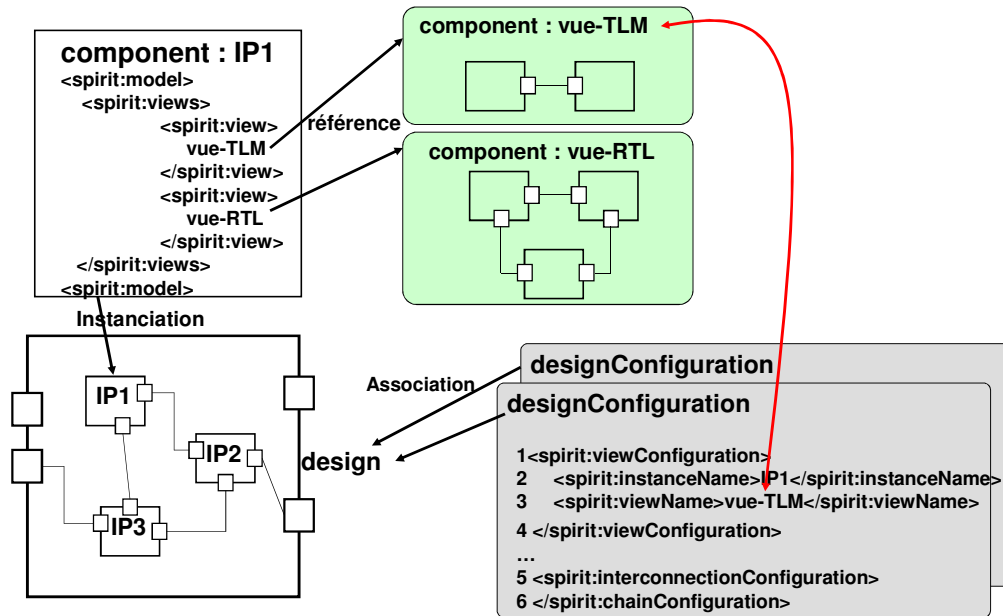 component : IP1
<spirit:model>
<spirit:views>
<spirit:view>
vue-TLM
</spirit:view>
<spirit:view>
vue-RTL
</spirit:view>
</spirit:views>
<spirit:model>
référence
component : vue-TLM
component : vue-RTL
Instanciation
IP1
IP2
IP3
design
Association
designConfiguration
designConfiguration
1<spirit:viewConfiguration>
2 <spirit:instanceName>IP1</spirit:instanceName>
3 <spirit:viewName>vue-TLM</spirit:viewName>
4 </spirit:viewConfiguration>
...
5 <spirit:interconnectionConfiguration>
6 </spirit:chainConfiguration>